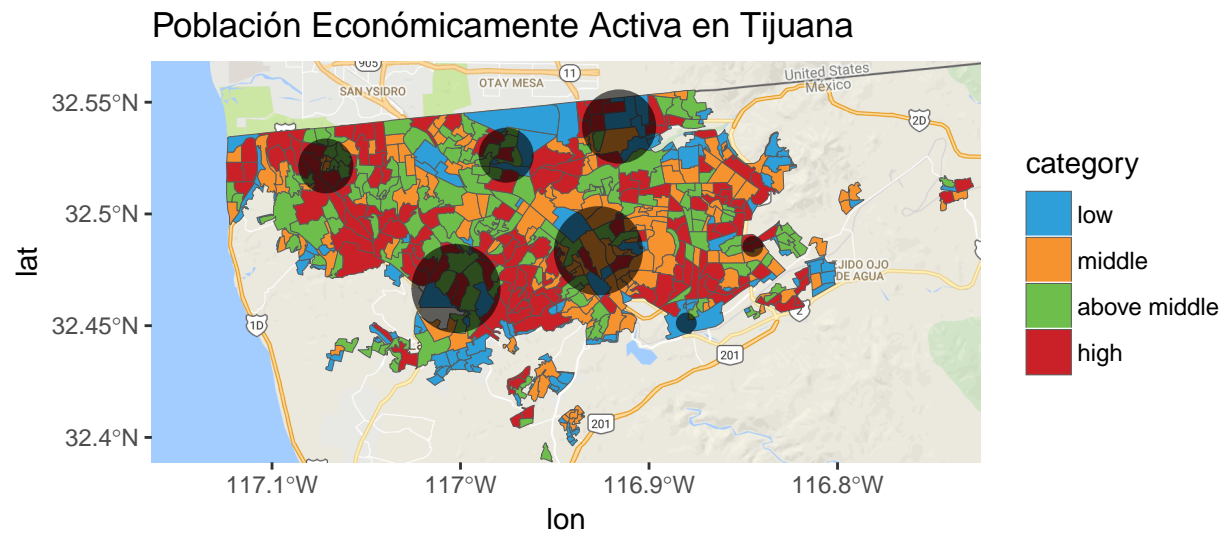 Población Económicamente Activa en Tijuana
905
11
OTAY MESA
SAN YSIDRO
United States
Mexico
2D
32.55°N
32.5°N
32.45°N
32.4°N
lat
JIDO OJO
DE AGUA
1D
2
201
201
117.1°W
117°W
116.9°W
116.8°W
lon
category
low
middle
above middle
high